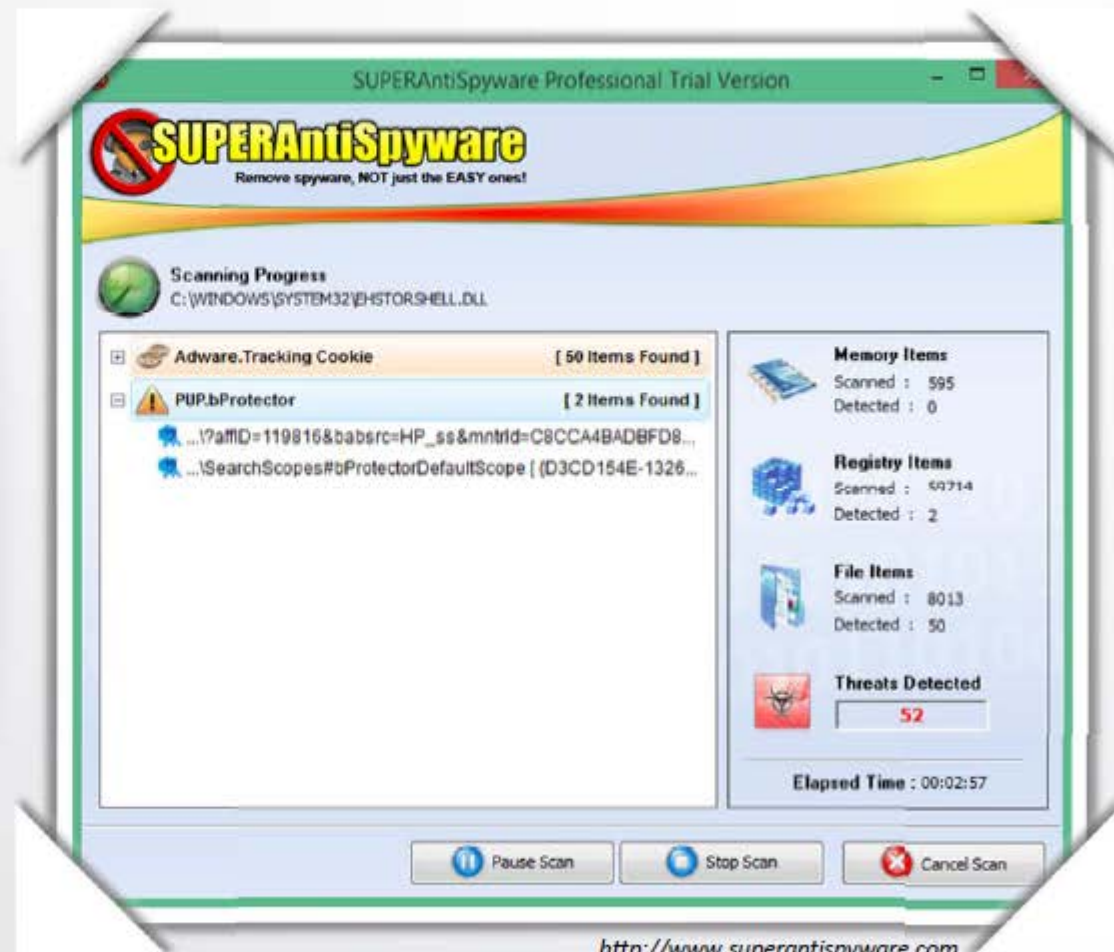 SUPERAntiSpyware Professional Trial Version
SUPERAntiSpyware
Remove spyware, NOT just the EASY ones!
Scanning Progress
C:\WINDOWS\SYSTEM32\EHSTORSHELL.DLL
Adware.Tracking Cookie [ 50 Items Found ]
PUP.bProtector [ 2 Items Found ]
...\?affID=119816&babsrc=HP_ss&mntrId=C8CCA4BADBFD8...
...\SearchScopes#bProtectorDefaultScope [ {D3CD154E-1326...
Memory Items
Scanned : 595
Detected : 0
Registry Items
Scanned : 59714
Detected : 2
File Items
Scanned : 8013
Detected : 50
Threats Detected
52
Elapsed Time : 00:02:57
Pause Scan
Stop Scan
Cancel Scan
http://www.superantispyware.com